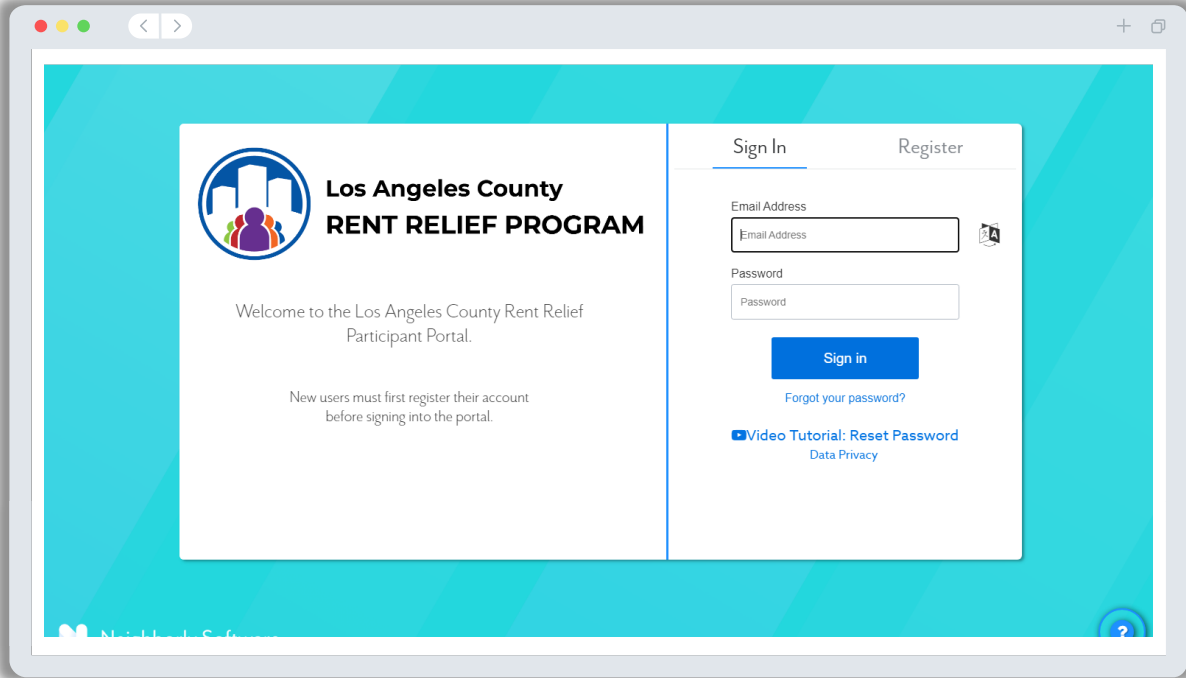 Los Angeles County
RENT RELIEF PROGRAM
Welcome to the Los Angeles County Rent Relief
Participant Portal.
New users must first register their account
before signing into the portal.
Sign In
Register
Email Address
Email Address
Password
Password
Sign in
Forgot your password?
Video Tutorial: Reset Password
Data Privacy
Neighborly Software
?